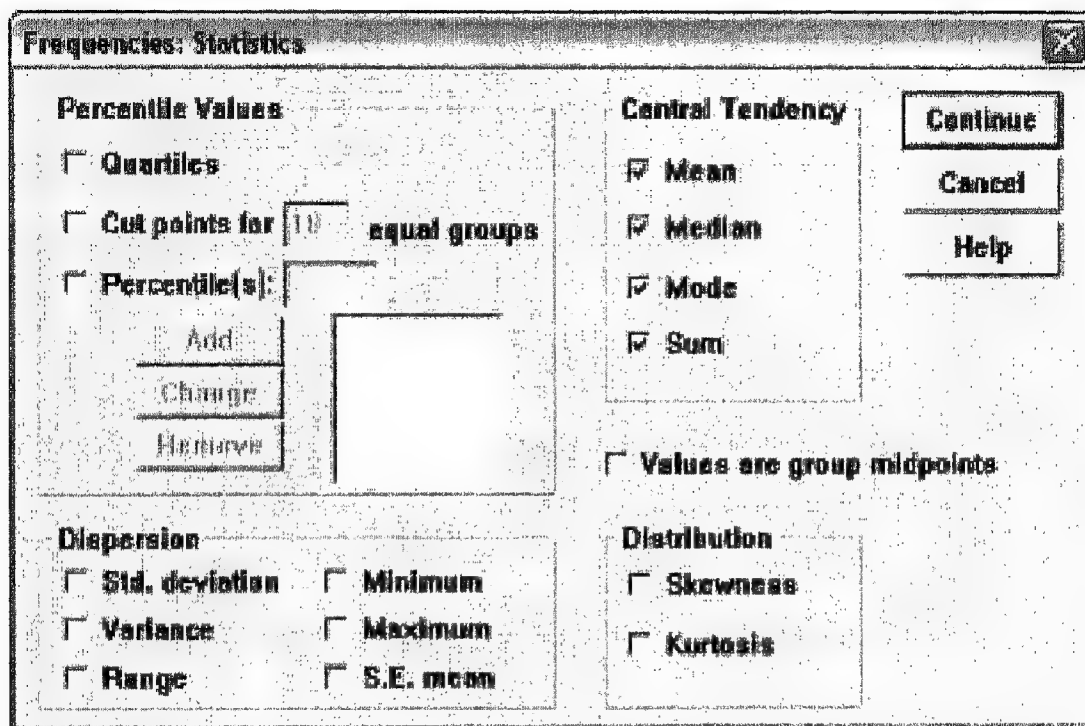 Frequencies: Statistics
Percentile Values
Quartiles
Cut points for 10 equal groups
Percentile(s):
Add
Change
Remove
Central Tendency
Mean
Median
Mode
Sum
Continue
Cancel
Help
Values are group midpoints
Dispersion
Std. deviation
Minimum
Variance
Maximum
Range
S.E. mean
Distribution
Skewness
Kurtosis